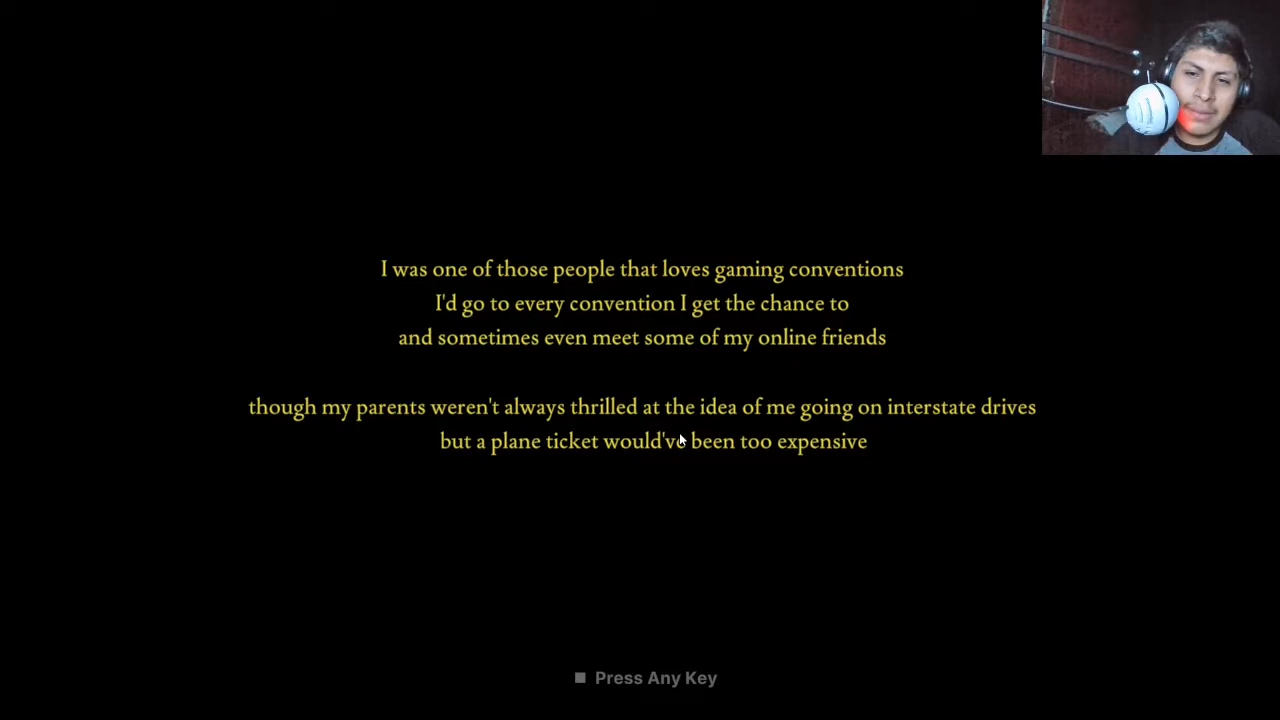 I was one of those people that loves gaming conventions
I'd go to every convention I get the chance to
and sometimes even meet some of my online friends
though my parents weren't always thrilled at the idea of me going on interstate drives
but a plane ticket would've been too expensive
Press Any Key